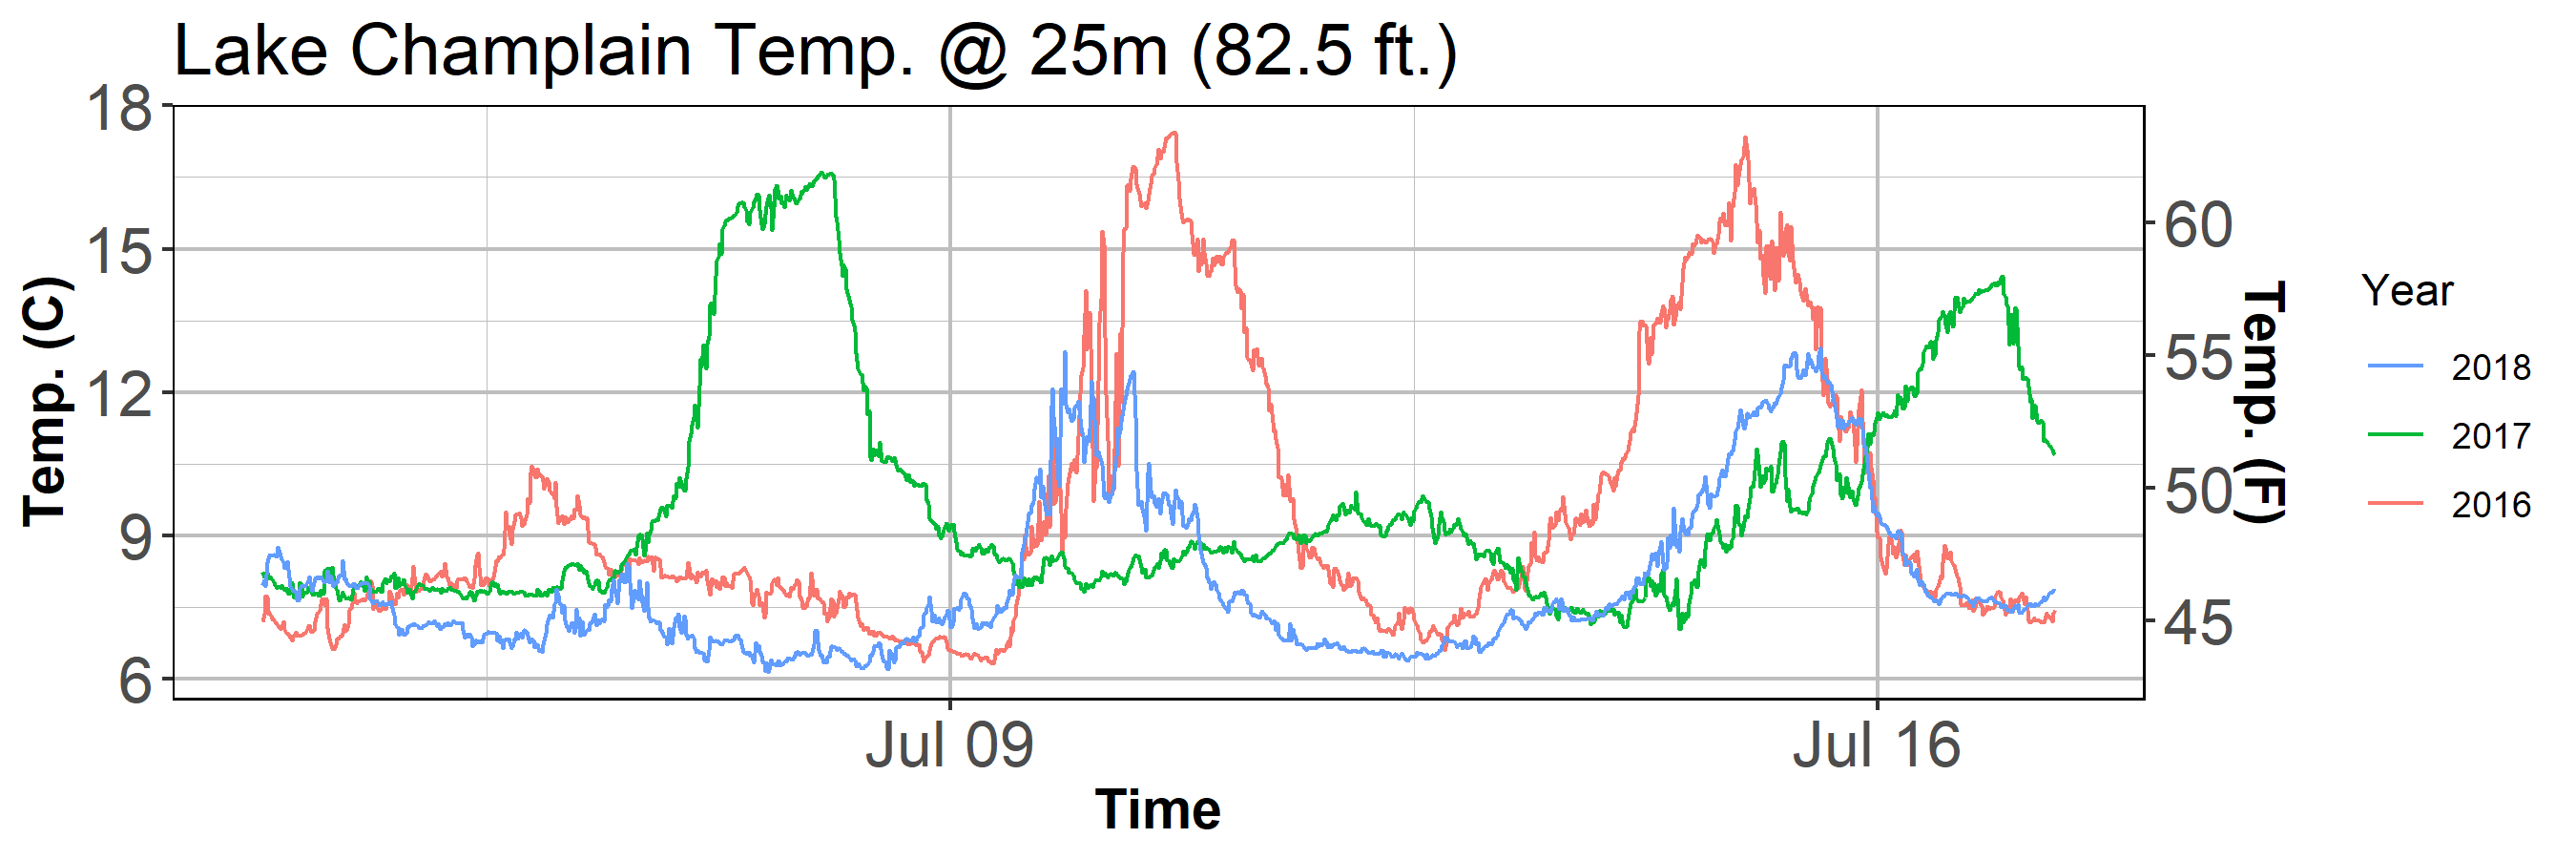 Lake Champlain Temp. @ 25m (82.5 ft.)
18
15
12
9
6
Temp. (C)
60
55
50
45
Temp. (F)
Jul 09
Jul 16
Time
Year
2018
2017
2016